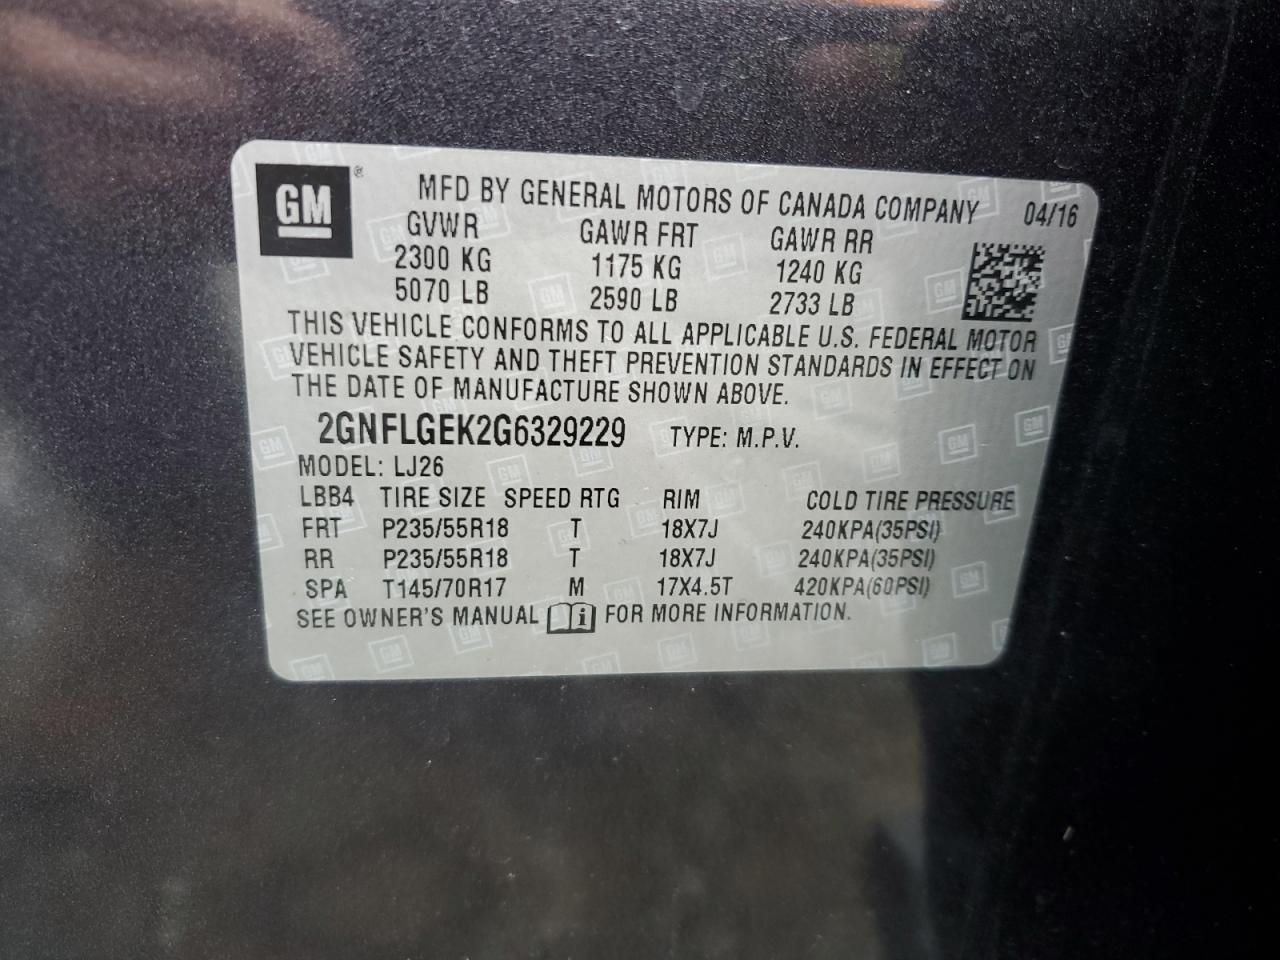 GM ®
MFD BY GENERAL MOTORS OF CANADA COMPANY 04/16
GVWR GAWR FRT GAWR RR
2300 KG 1175 KG 1240 KG
5070 LB 2590 LB 2733 LB
THIS VEHICLE CONFORMS TO ALL APPLICABLE U.S. FEDERAL MOTOR
VEHICLE SAFETY AND THEFT PREVENTION STANDARDS IN EFFECT ON
THE DATE OF MANUFACTURE SHOWN ABOVE.
2GNFLGEK2G6329229 TYPE: M.P.V.
MODEL: LJ26
LBB4 TIRE SIZE SPEED RTG RIM COLD TIRE PRESSURE
FRT P235/55R18 T 18X7J 240KPA(35PSI)
RR P235/55R18 T 18X7J 240KPA(35PSI)
SPA T145/70R17 M 17X4.5T 420KPA(60PSI)
SEE OWNER'S MANUAL i FOR MORE INFORMATION.